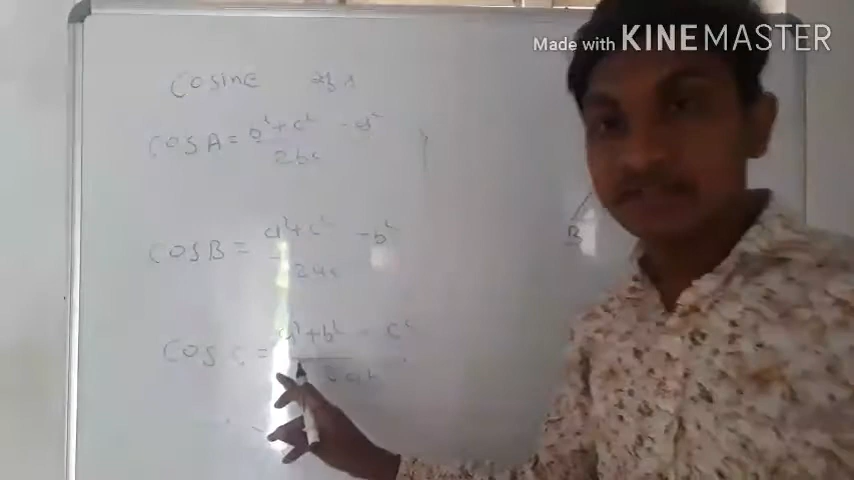 Made with KINEMASTER
cosine
cos A = b² + c² - a²
2bc
cos B = a² + c² - b²
2ac
cos C = a² + b² - c²
2ab
B